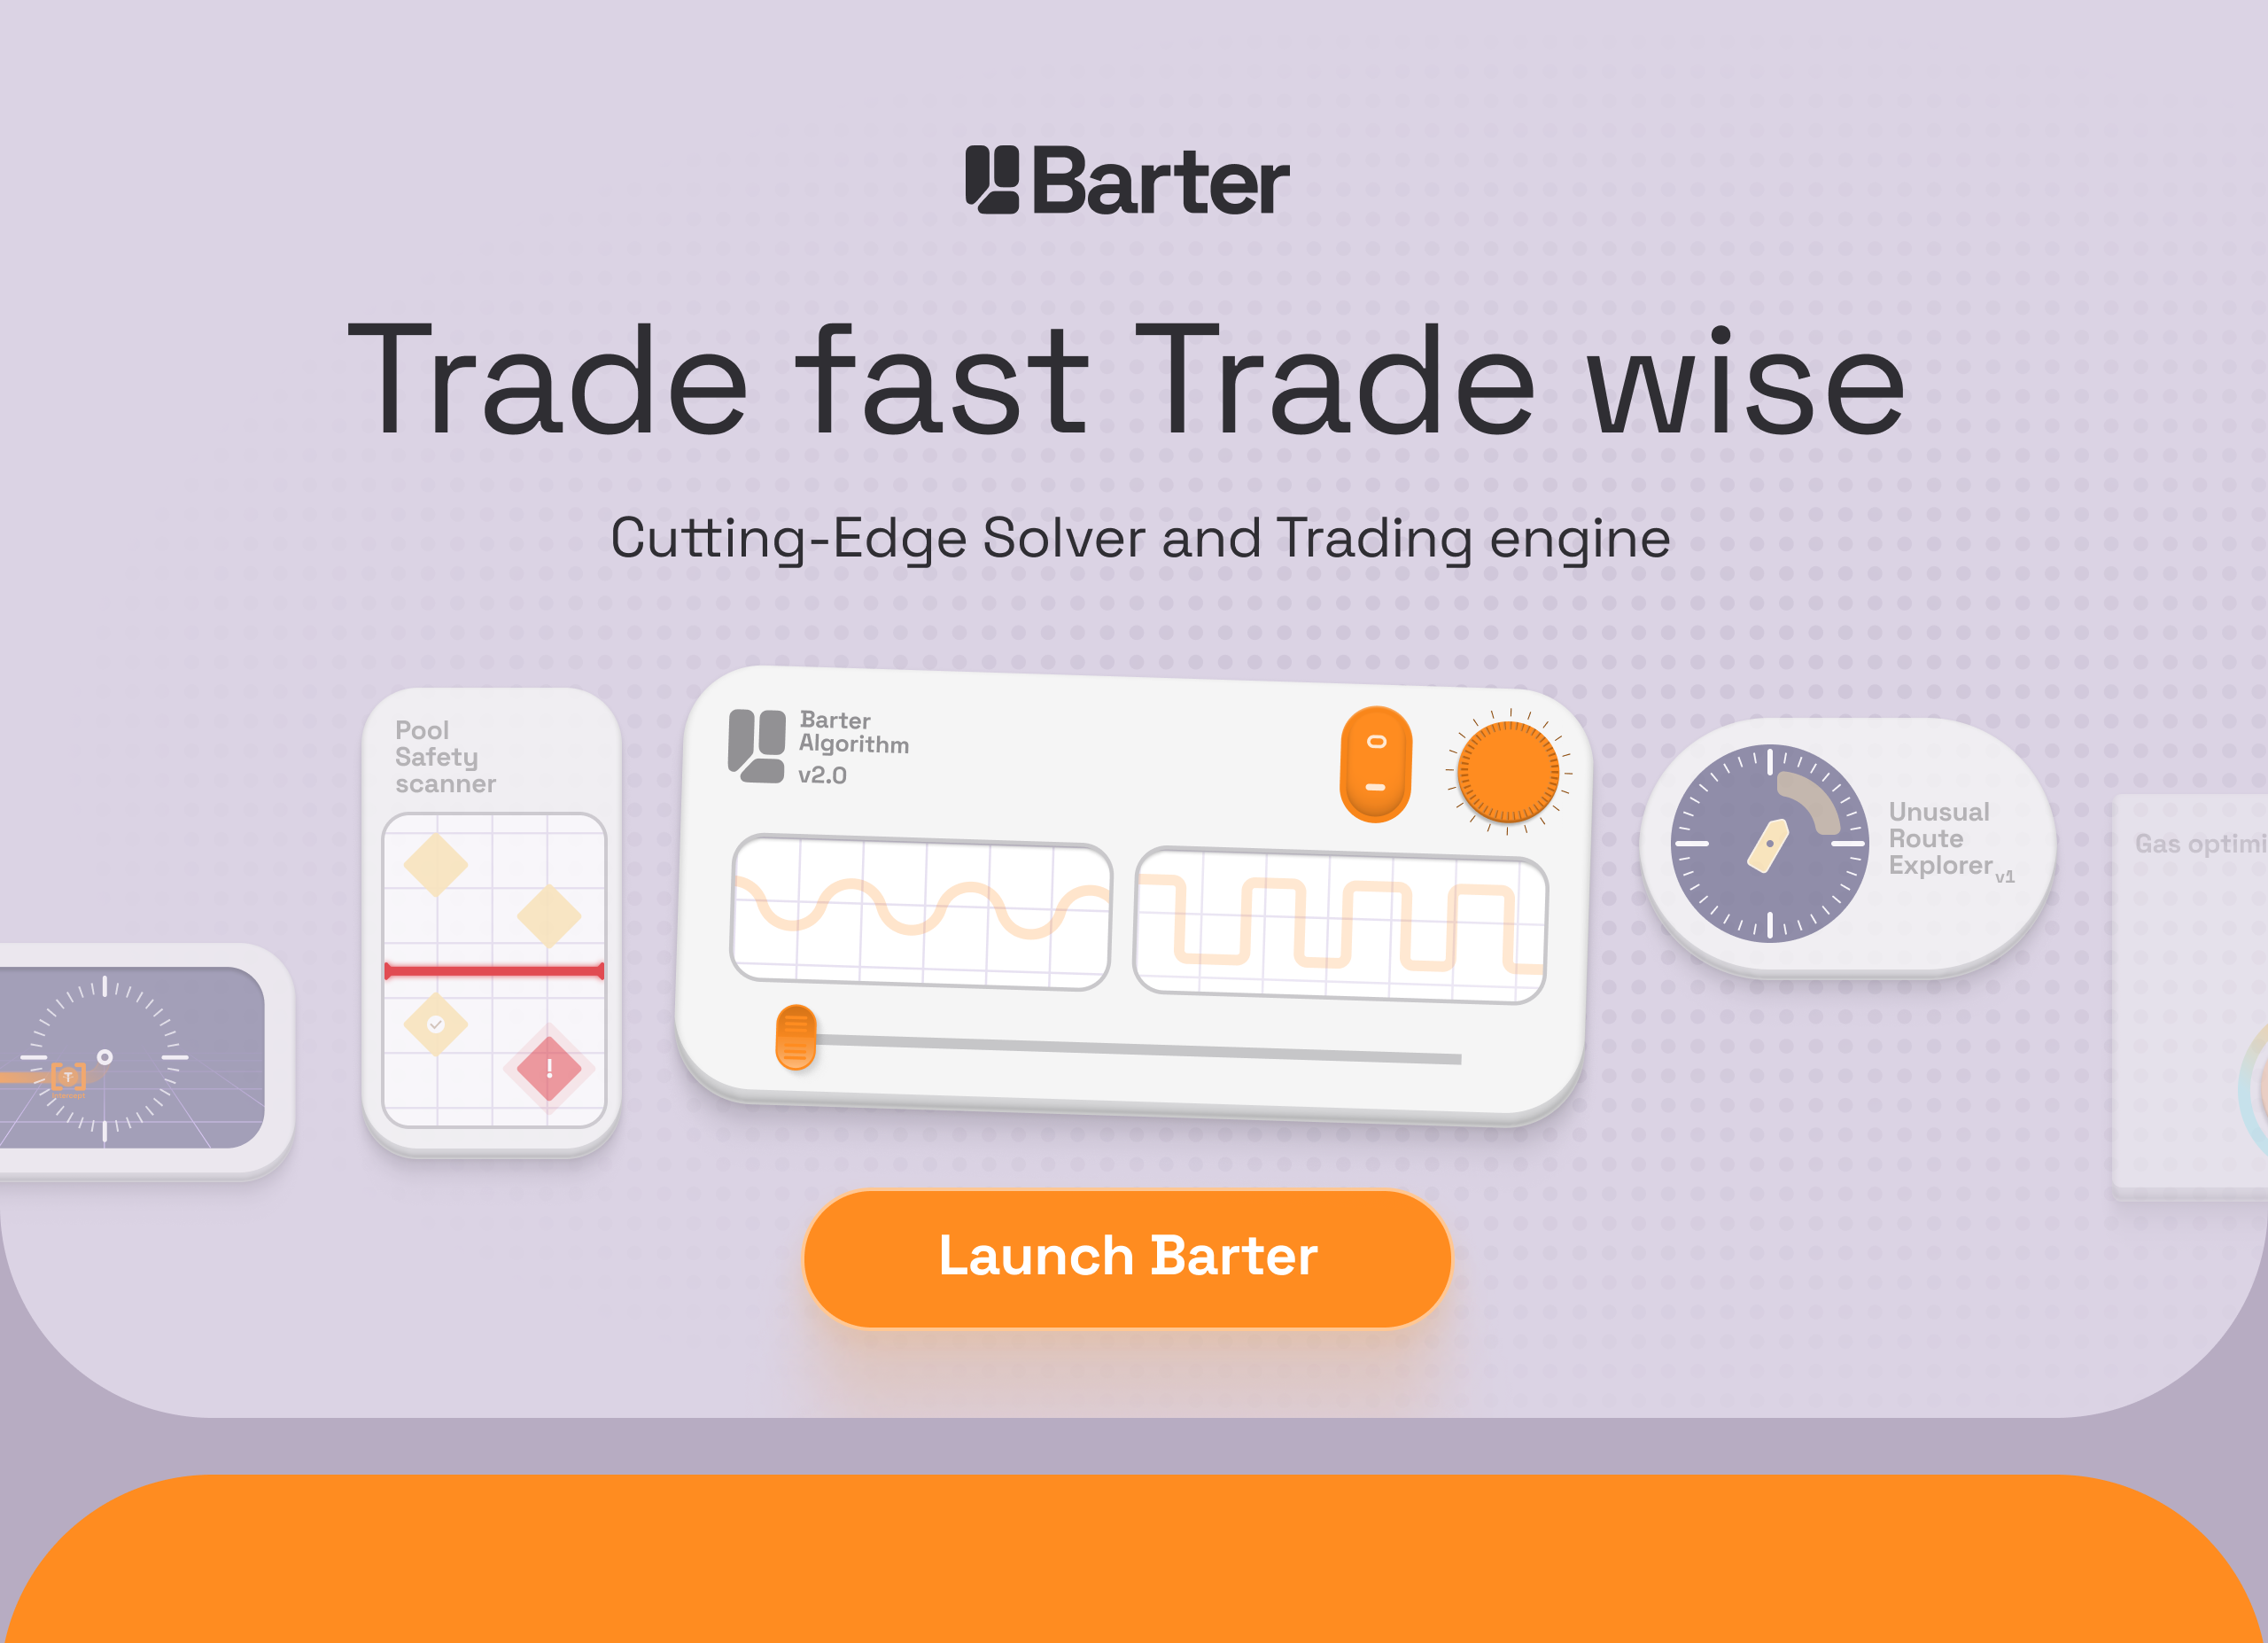 Barter
Trade fast Trade wise
Cutting-Edge Solver and Trading engine
Pool
Safety
scanner
Barter
Algorithm
v2.0
Unusual
Route
Explorer v1
Gas optimi
Launch Barter